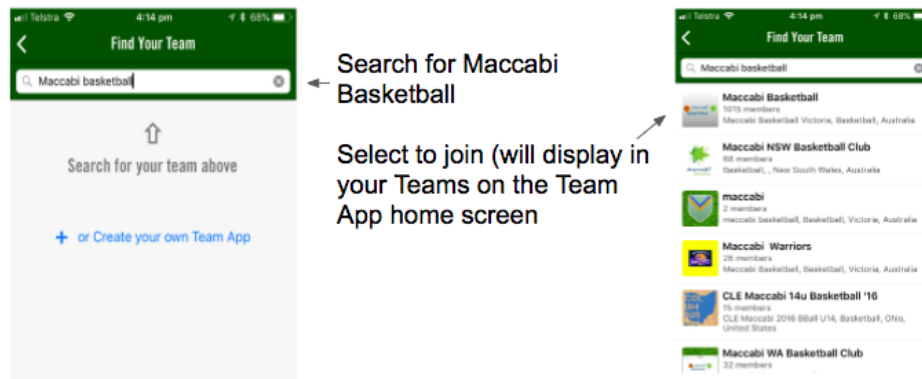 Telstra 4:14 pm 68%
Find Your Team
Maccabi basketball
Search for your team above
+ or Create your own Team App
Search for Maccabi
Basketball
Select to join (will display in
your Teams on the Team
App home screen
Telstra 4:14 pm 68%
Find Your Team
Maccabi basketball
Maccabi Basketball
1015 members
Maccabi Basketball Victoria, Basketball, Australia
Maccabi NSW Basketball Club
68 members
Basketball, , New South Wales, Australia
maccabi
2 members
maccabi basketball, Basketball, Victoria, Australia
Maccabi Warriors
28 members
Maccabi Basketball, Basketball, Victoria, Australia
CLE Maccabi 14u Basketball '16
15 members
CLE Maccabi 2016 BBall U14, Basketball, Ohio,
United States
Maccabi WA Basketball Club
32 members